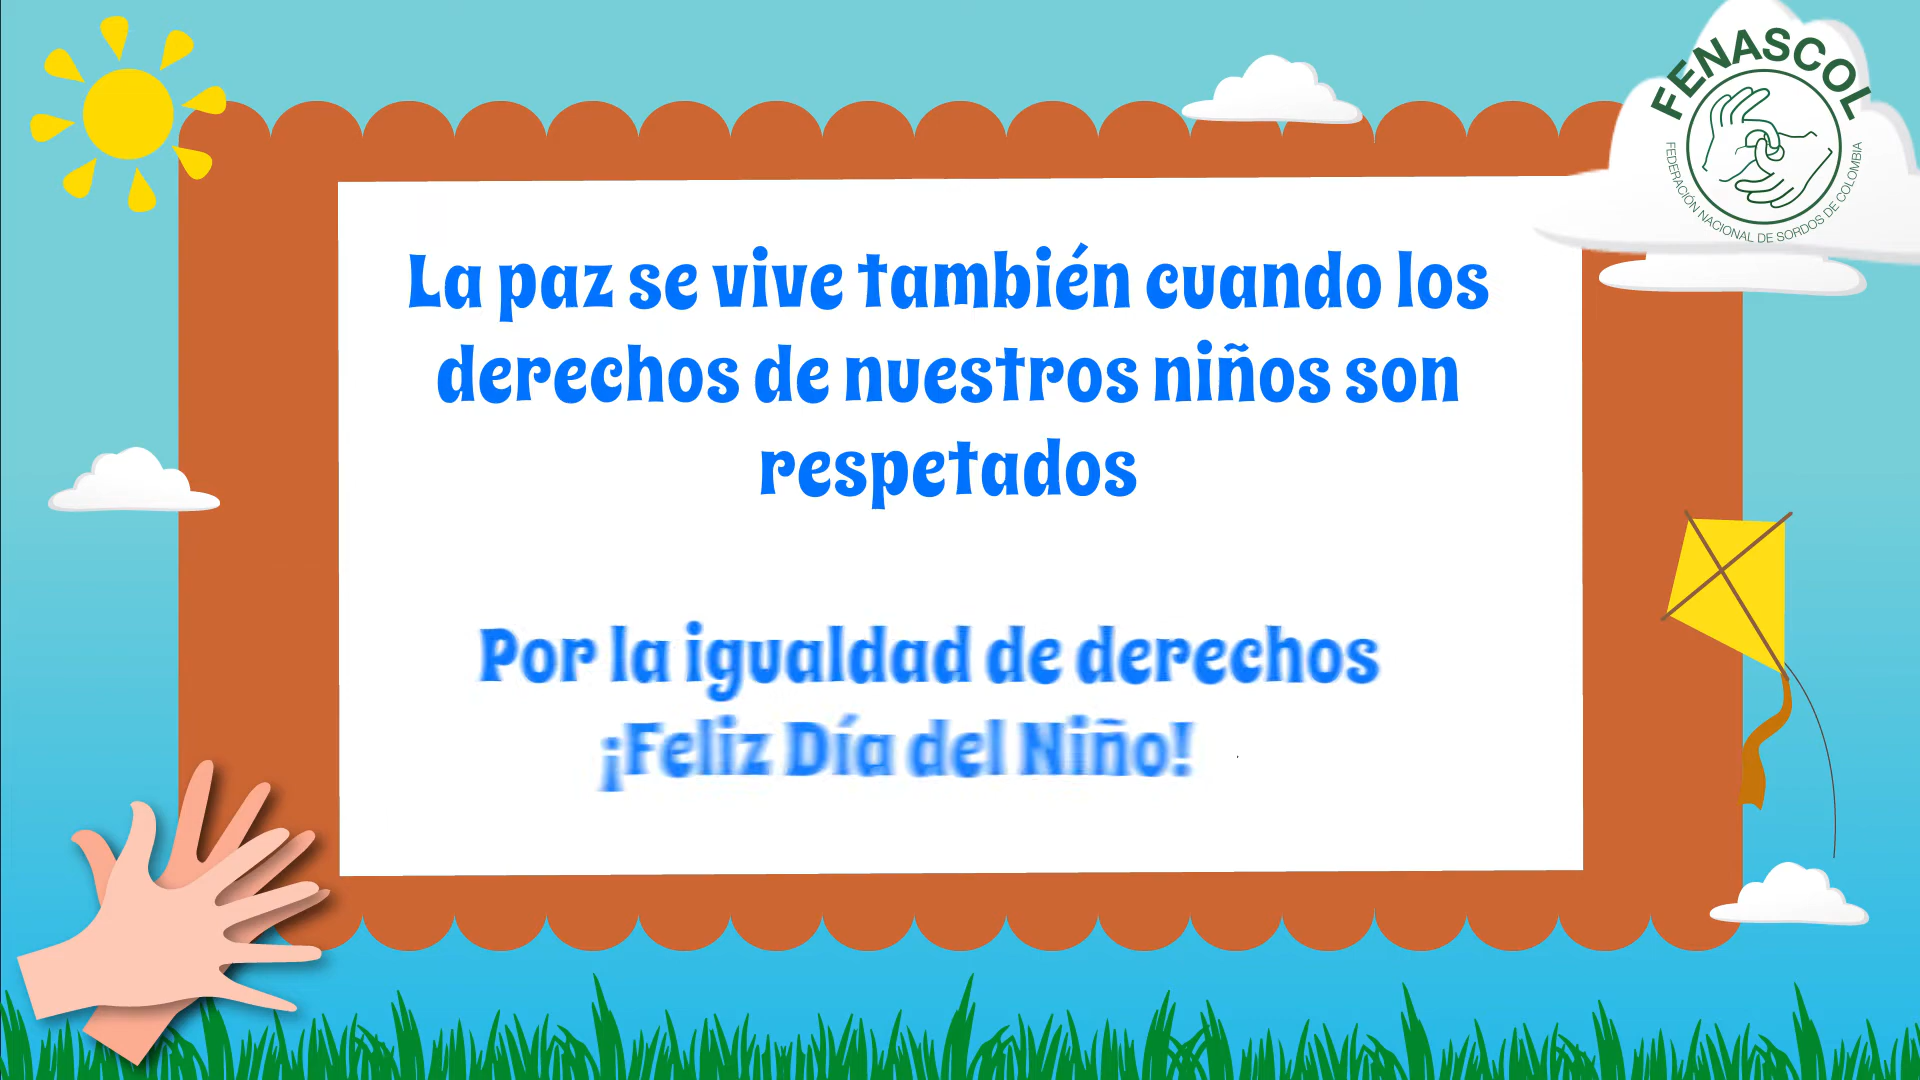 FENASCOL
FEDERACIÓN NACIONAL DE SORDOS DE COLOMBIA
La paz se vive también cuando los
derechos de nuestros niños son
respetados
Por la igualdad de derechos
¡Feliz Día del Niño!